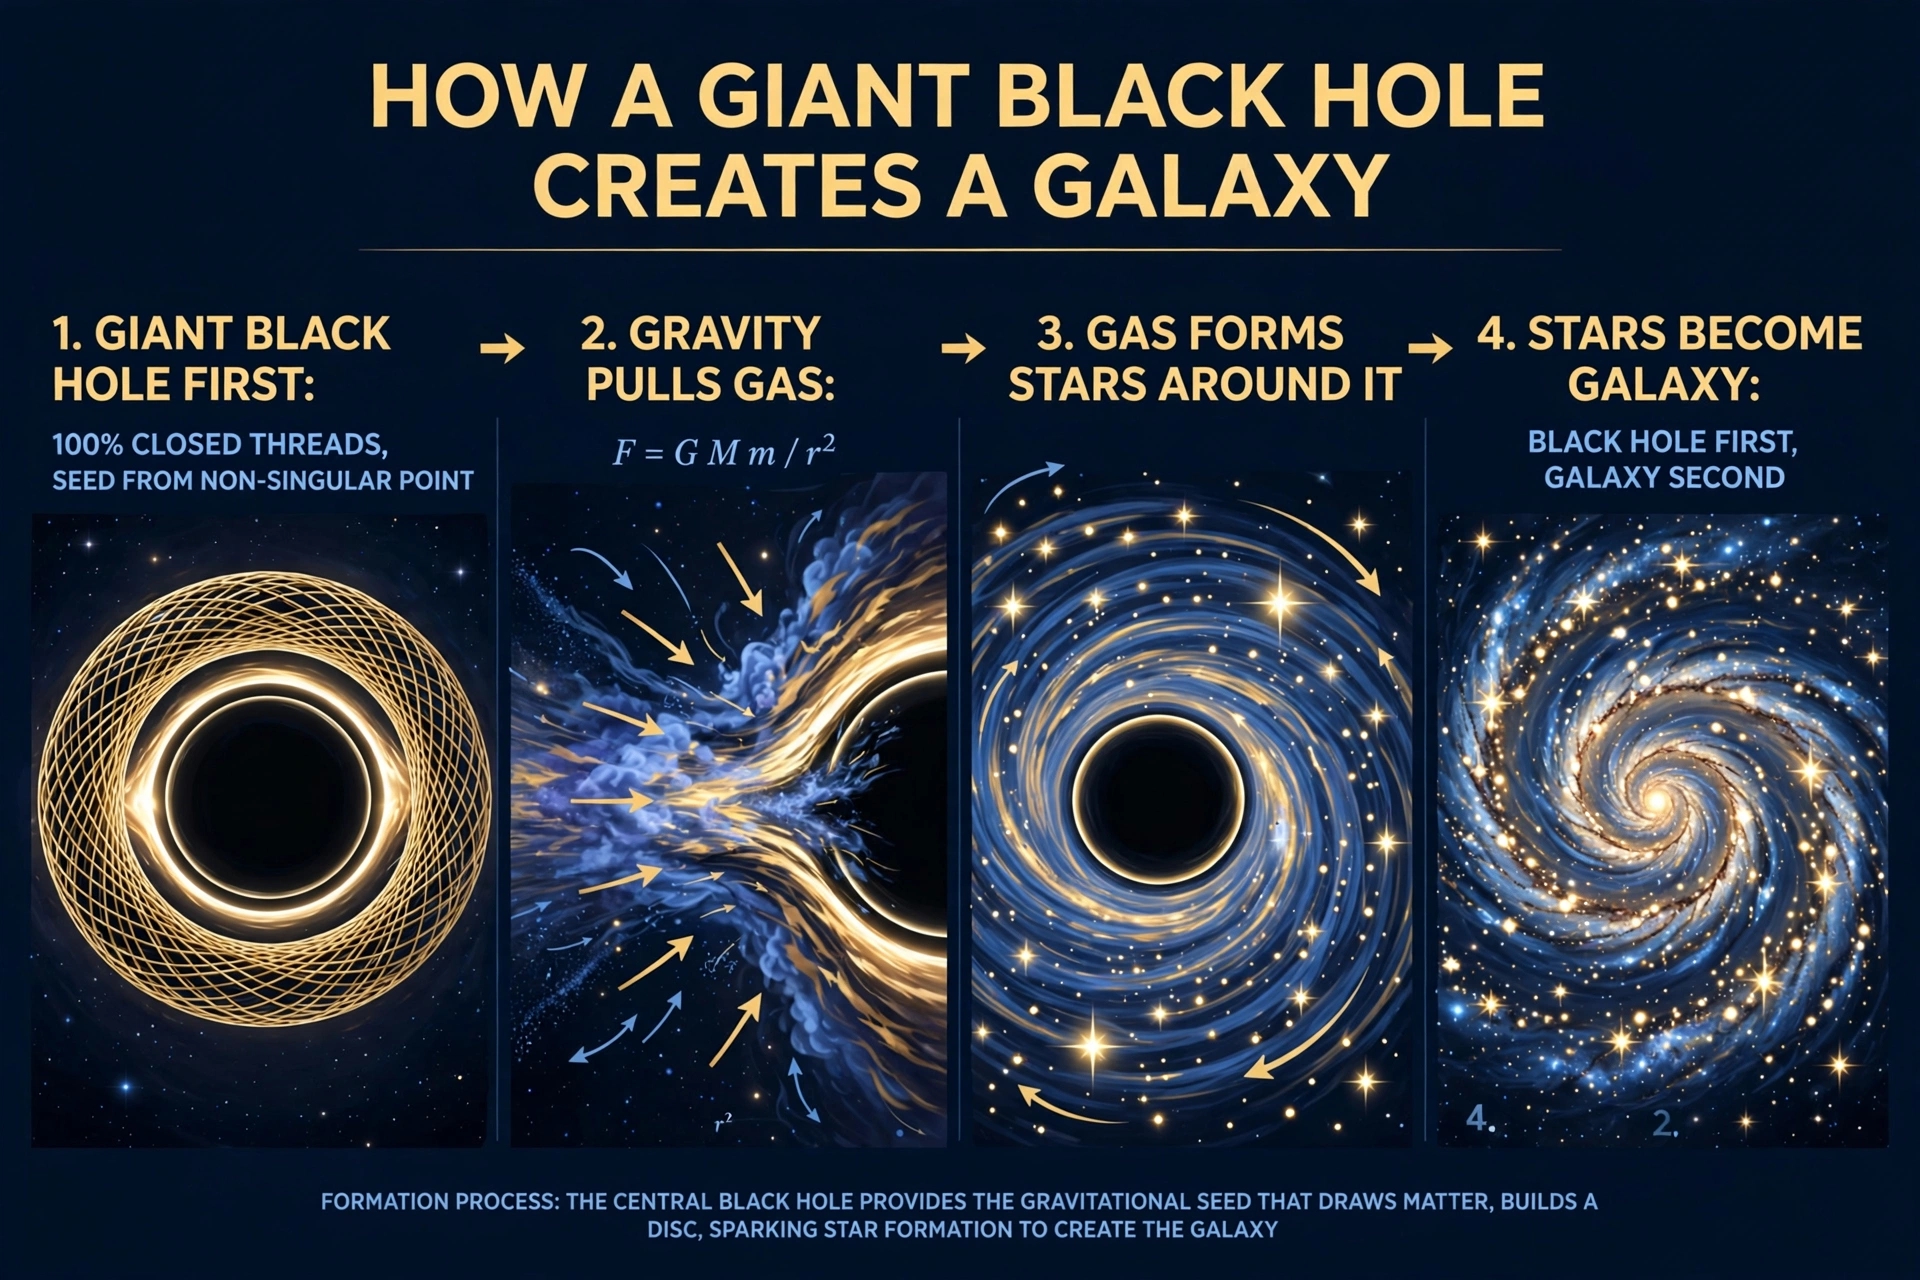 HOW A GIANT BLACK HOLE
CREATES A GALAXY
1. GIANT BLACK
HOLE FIRST:
100% CLOSED THREADS,
SEED FROM NON-SINGULAR POINT
2. GRAVITY
PULLS GAS:
F = G M m / r²
r²
3. GAS FORMS
STARS AROUND IT
4. STARS BECOME
GALAXY:
BLACK HOLE FIRST,
GALAXY SECOND
4.
2.
FORMATION PROCESS: THE CENTRAL BLACK HOLE PROVIDES THE GRAVITATIONAL SEED THAT DRAWS MATTER, BUILDS A
DISC, SPARKING STAR FORMATION TO CREATE THE GALAXY